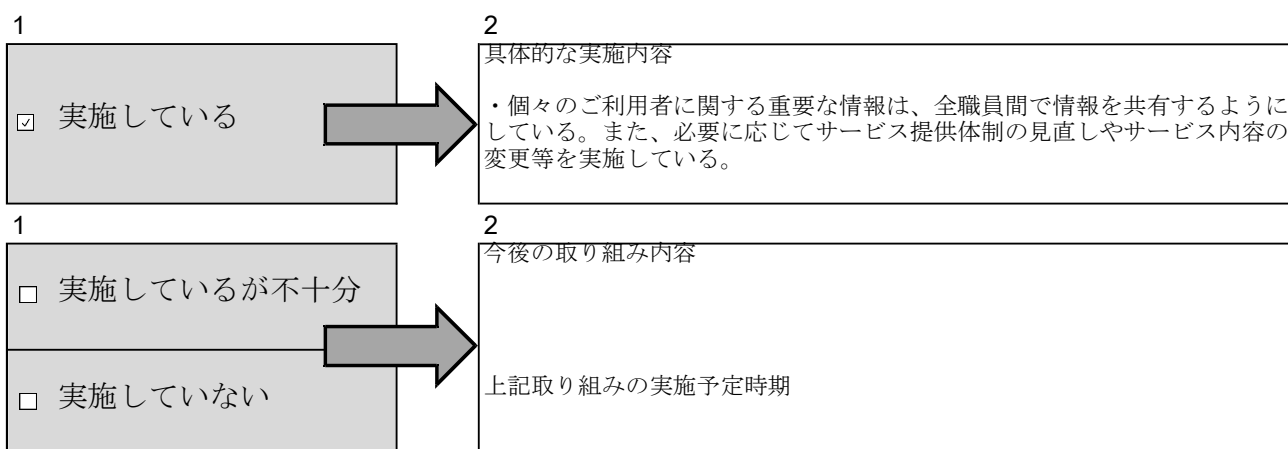 1
2
☑ 実施している
具体的な実施内容
・個々のご利用者に関する重要な情報は、全職員間で情報を共有するように
している。また、必要に応じてサービス提供体制の見直しやサービス内容の
変更等を実施している。
1
2
☐ 実施しているが不十分
☐ 実施していない
今後の取り組み内容
上記取り組みの実施予定時期